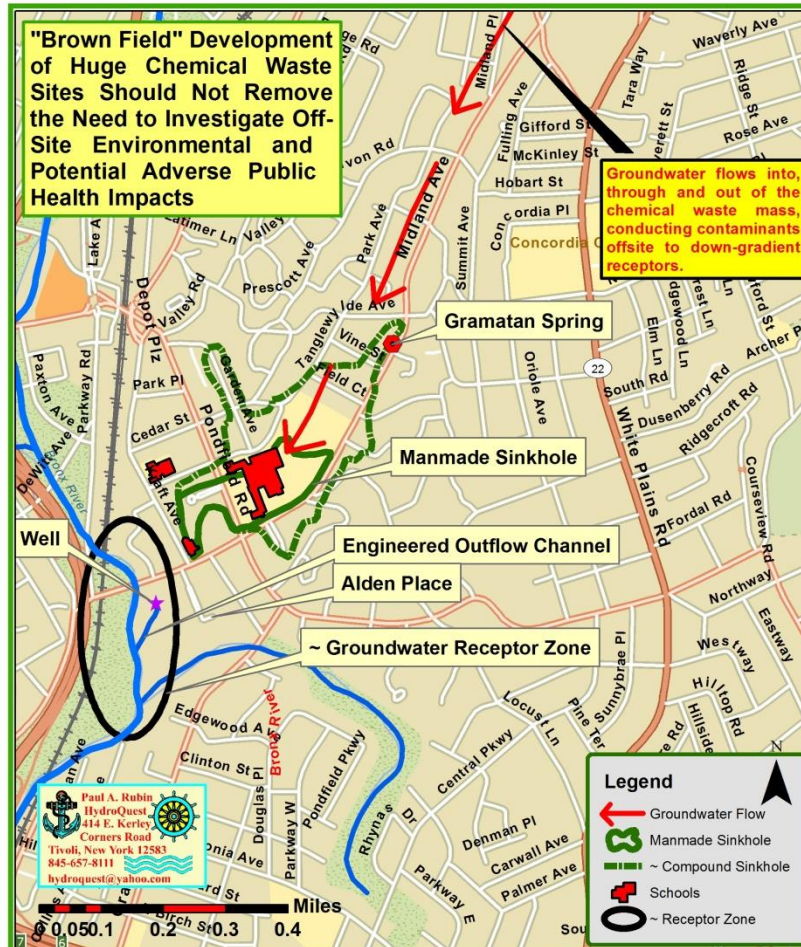 "Brown Field" Development
of Huge Chemical Waste
Sites Should Not Remove
the Need to Investigate Off-
Site Environmental and
Potential Adverse Public
Health Impacts
Groundwater flows into,
through and out of the
chemical waste mass,
conducting contaminants
offsite to down-gradient
receptors.
Midland Pl
Waverly Ave
Tara Way
Ridge St
Fulling Ave
Gifford St
Rose Ave
McKinley St
Hobart St
Concordia Pl
Midland Ave
Park Ave
Summit Ave
Latimer Ln
Lake Ave
Prescott Ave
Valley Rd
Depot Plz
Ide Ave
Vine St
Field Ct
Gramatan Spring
Garden Ave
Park Pl
Cedar St
Pondfield Rd
Paxton Ave
Parkway Rd
DeWitt Ave
Bronx River
Kraft Ave
Oriole Ave
22
South Rd
Elm Ln
Dusenberry Rd
Ridgecroft Rd
White Plains Rd
Archer Pl
Manmade Sinkhole
Fordal Rd
Courseview Rd
Well
Engineered Outflow Channel
Alden Place
~ Groundwater Receptor Zone
Northway
Eastway
Westway
Hilltop Rd
Sunnybrae Pl
Locust Ln
Pine Ter
Central Pkwy
Edgewood Ave
Clinton St
Bronx River
Douglas Pl
Parkway W
Pondfield Pkwy
Rhynas Dr
Denman Pl
Carwall Ave
Palmer Ave
Parkway E
Birch St
Paul A. Rubin
HydroQuest
414 E. Kerley
Corners Road
Tivoli, New York 12583
845-657-8111
hydroquest@yahoo.com
Miles
0 0.05 0.1 0.2 0.3 0.4
N
Legend
Groundwater Flow
Manmade Sinkhole
~ Compound Sinkhole
Schools
~ Receptor Zone